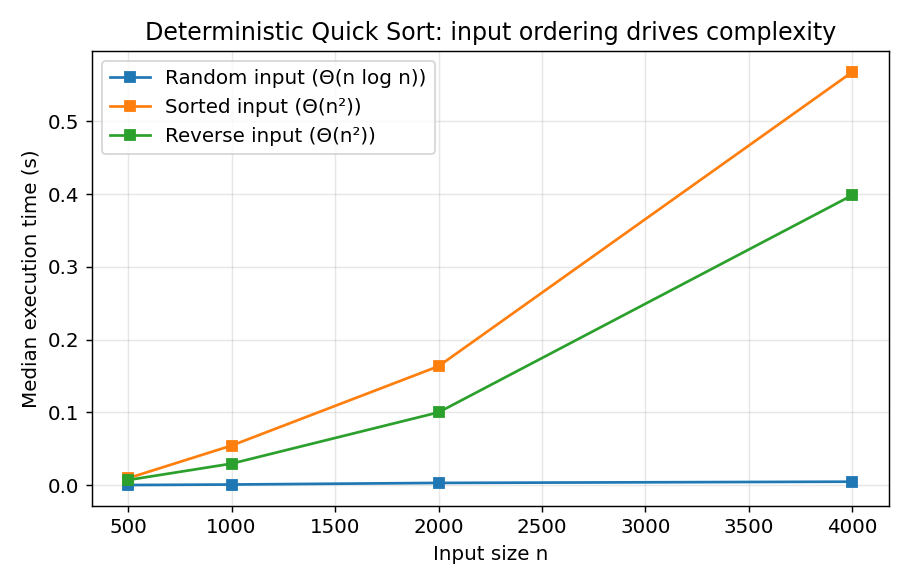 Deterministic Quick Sort: input ordering drives complexity
Random input (Θ(n log n))
Sorted input (Θ(n²))
Reverse input (Θ(n²))
Median execution time (s)
0.5
0.4
0.3
0.2
0.1
0.0
500 1000 1500 2000 2500 3000 3500 4000
Input size n